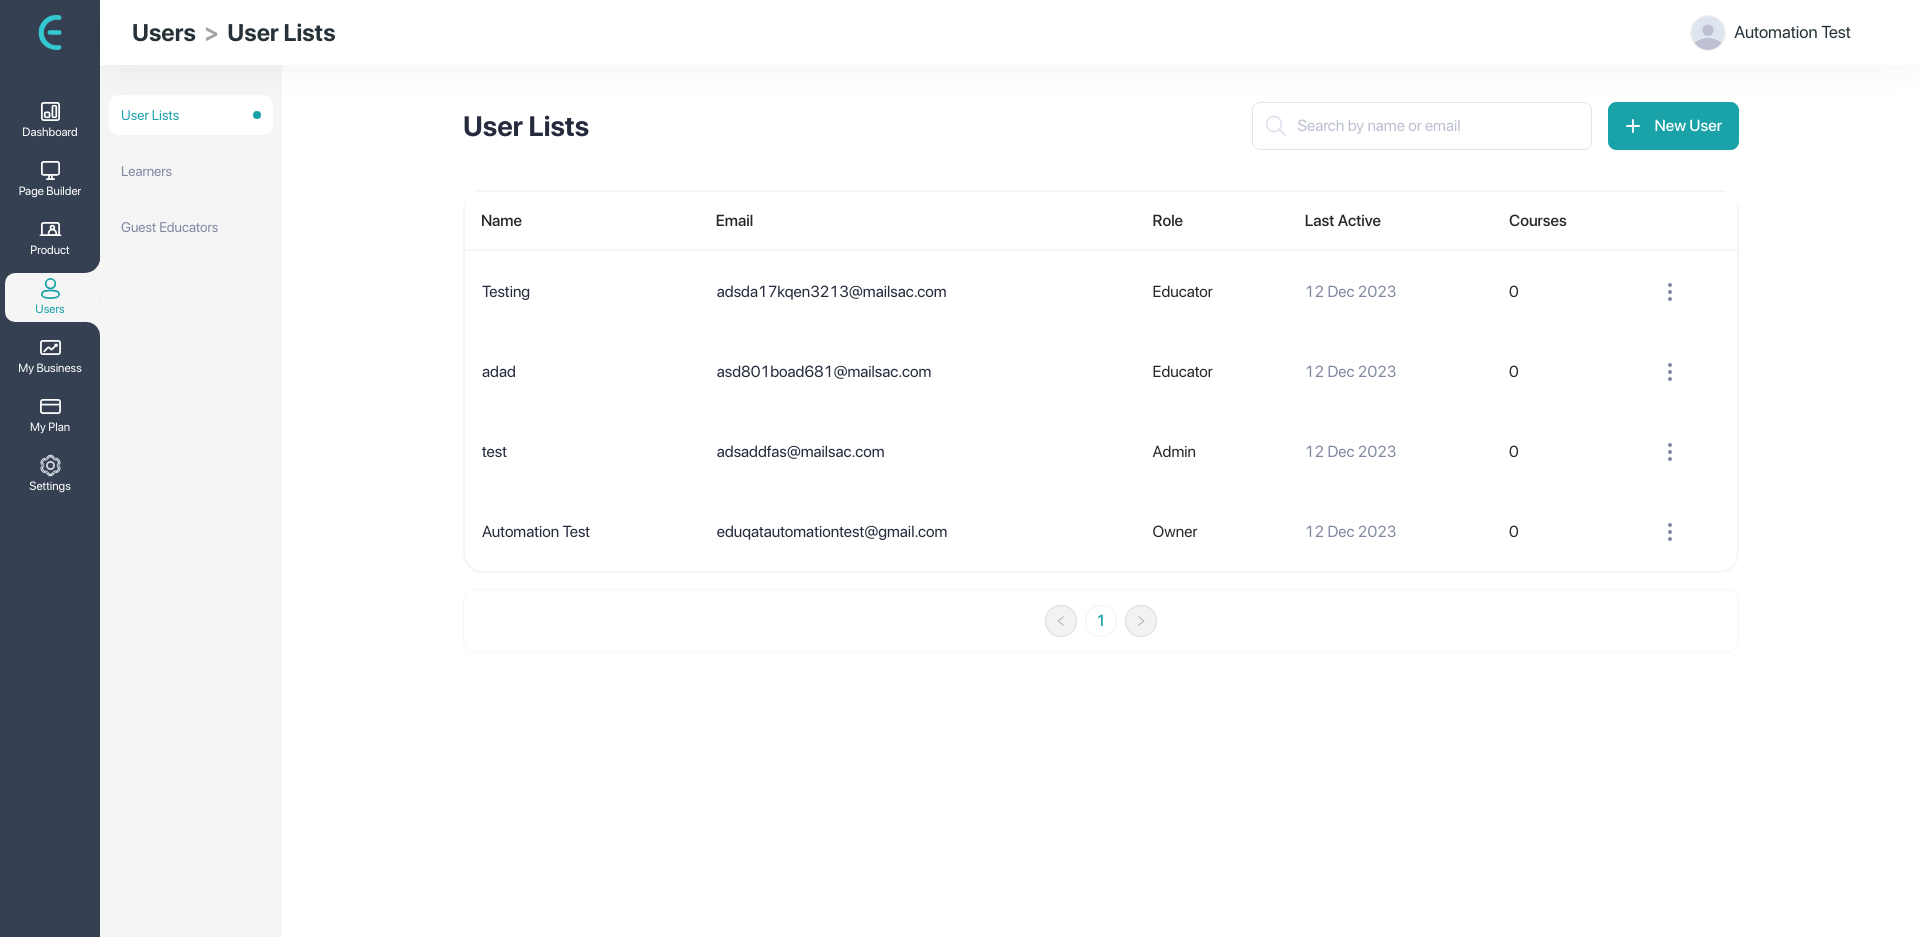 Users > User Lists
Automation Test
Dashboard
Page Builder
Product
Users
My Business
My Plan
Settings
User Lists
Learners
Guest Educators
User Lists
Search by name or email
New User
Name Email Role Last Active Courses
Testing adsda17kqen3213@mailsac.com Educator 12 Dec 2023 0
adad asd801boad681@mailsac.com Educator 12 Dec 2023 0
test adsaddfas@mailsac.com Admin 12 Dec 2023 0
Automation Test eduqatautomationtest@gmail.com Owner 12 Dec 2023 0
< 1 >